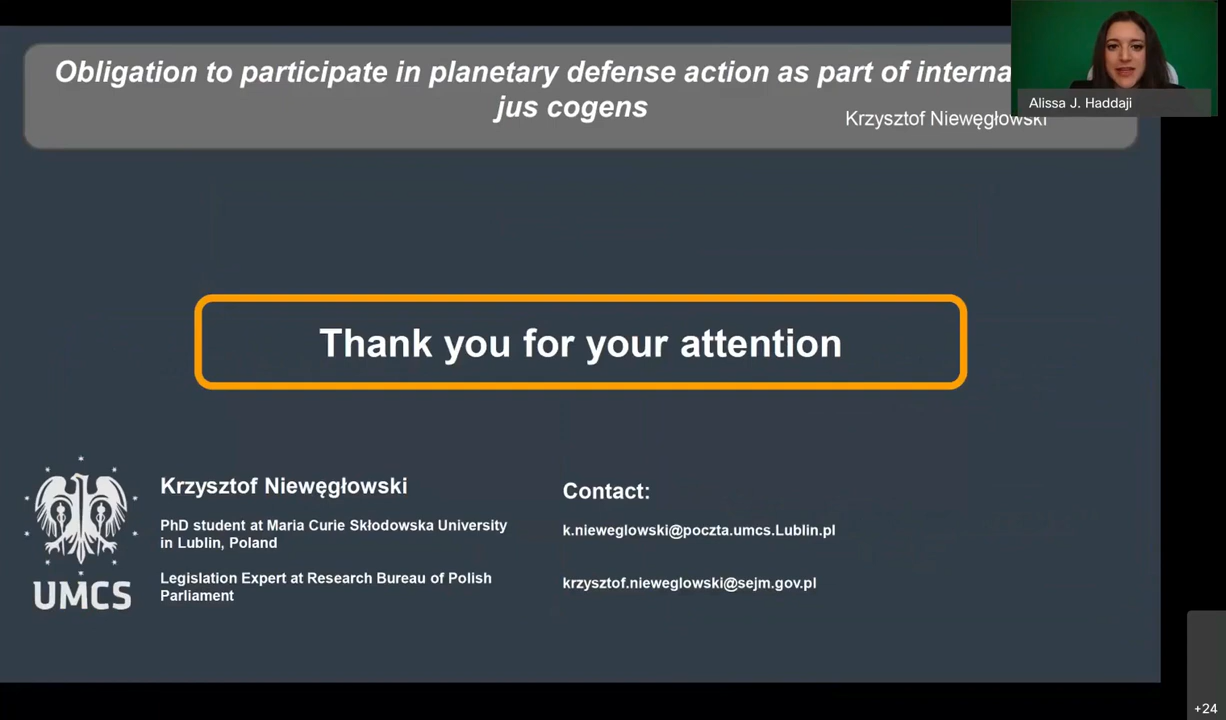 Obligation to participate in planetary defense action as part of interna
jus cogens
Krzysztof Niewęgłowski
Alissa J. Haddaji
Thank you for your attention
Krzysztof Niewęgłowski
PhD student at Maria Curie Skłodowska University
in Lublin, Poland
Legislation Expert at Research Bureau of Polish
Parliament
UMCS
Contact:
k.nieweglowski@poczta.umcs.Lublin.pl
krzysztof.nieweglowski@sejm.gov.pl
+24